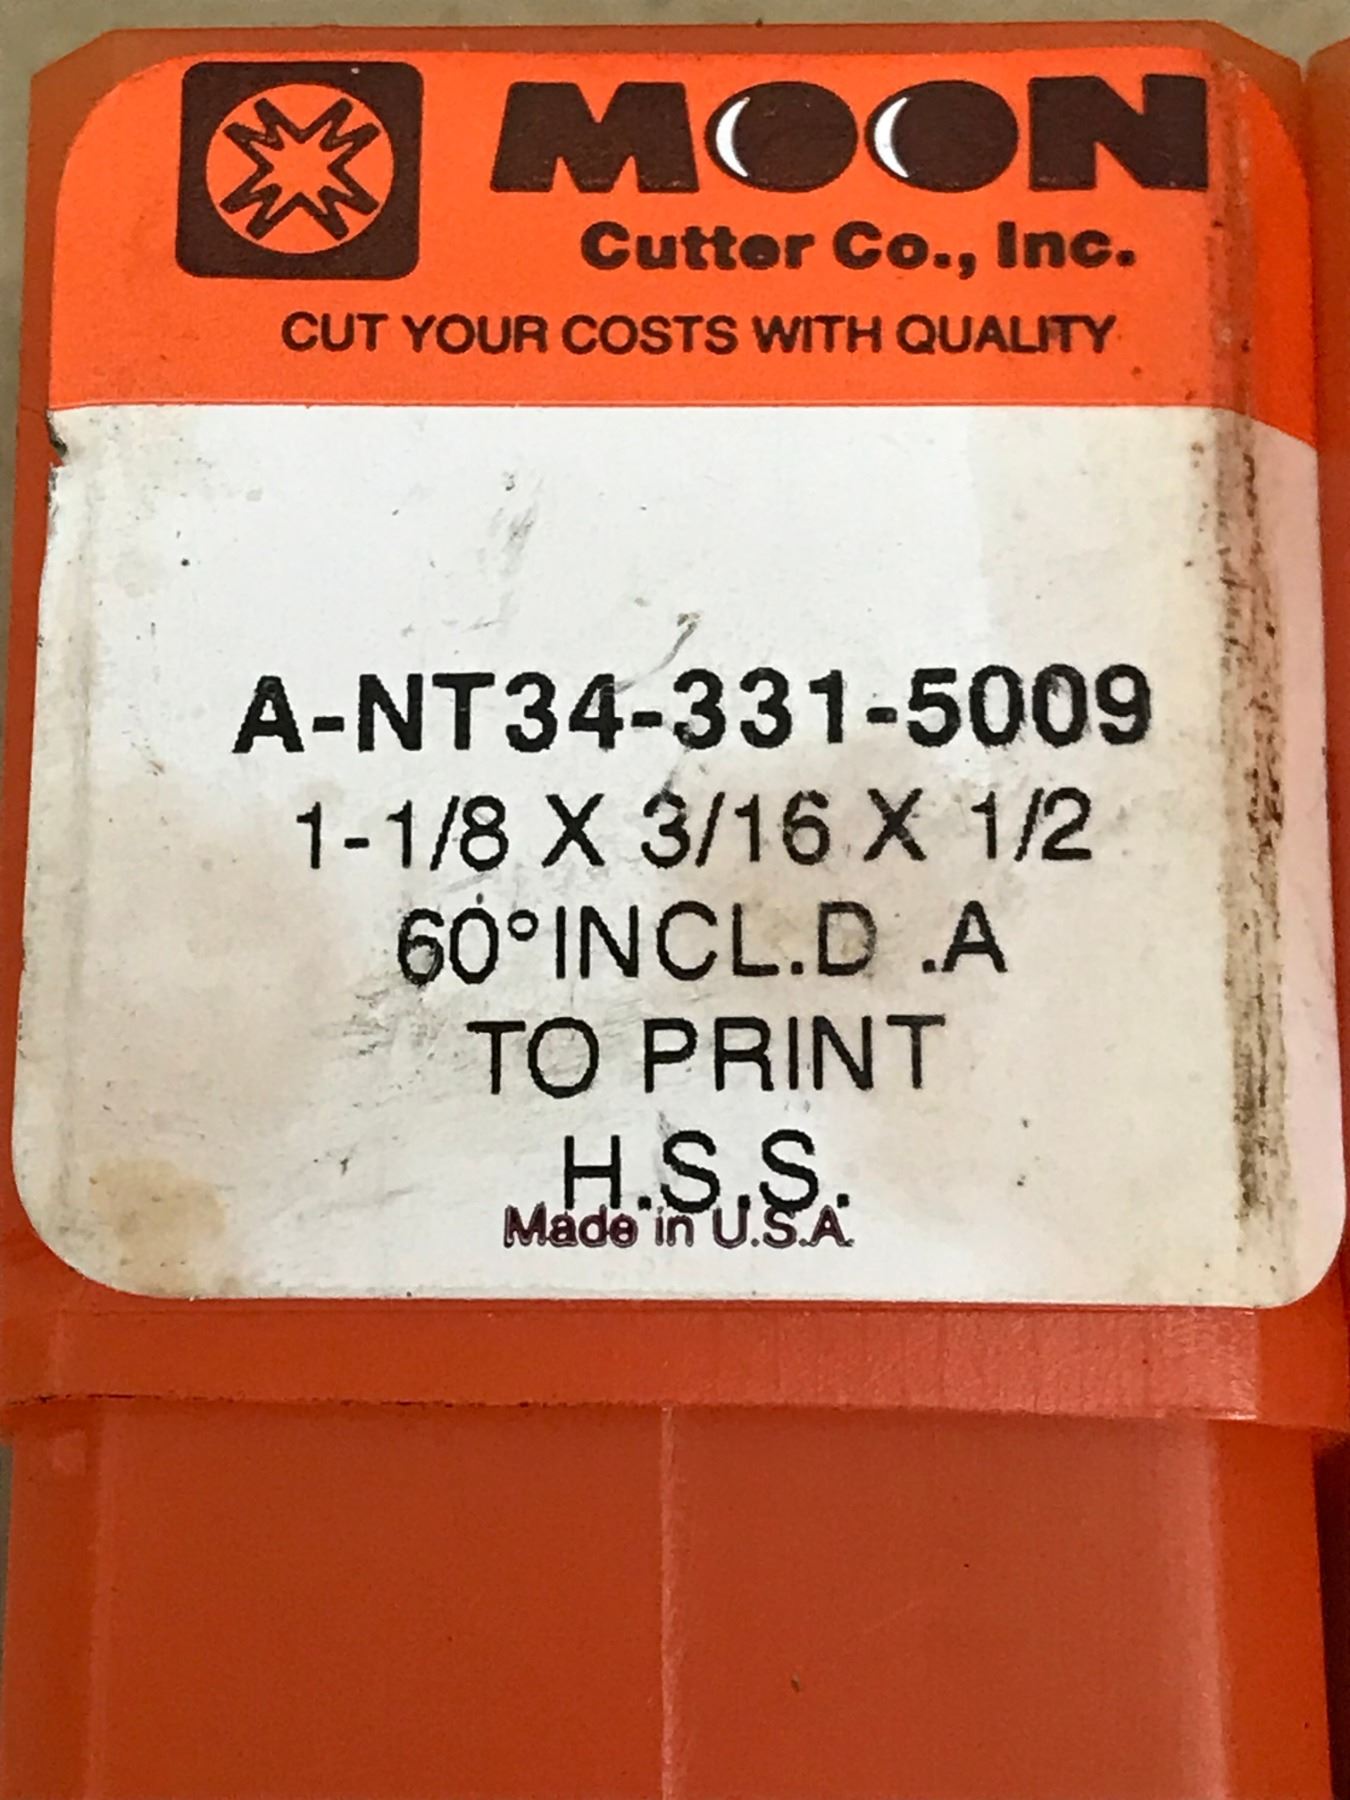 MOON
Cutter Co., Inc.
CUT YOUR COSTS WITH QUALITY
A-NT34-331-5009
1-1/8 X 3/16 X 1/2
60°INCL.D .A
TO PRINT
H.S.S.
Made in U.S.A.